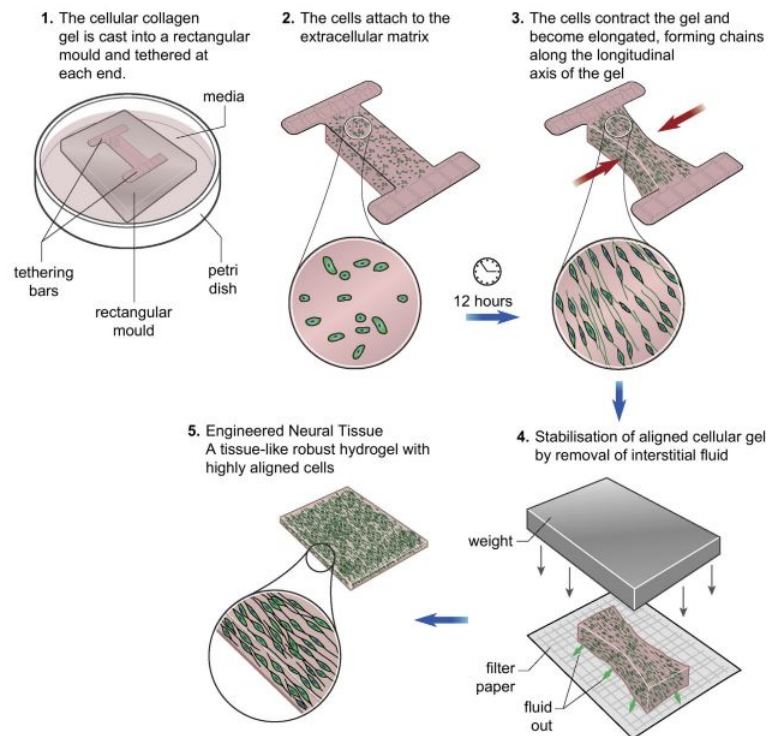 1. The cellular collagen
gel is cast into a rectangular
mould and tethered at
each end.
media
tethering
bars
rectangular
mould
petri
dish
2. The cells attach to the
extracellular matrix
12 hours
3. The cells contract the gel and
become elongated, forming chains
along the longitudinal
axis of the gel
4. Stabilisation of aligned cellular gel
by removal of interstitial fluid
weight
filter
paper
fluid
out
5. Engineered Neural Tissue
A tissue-like robust hydrogel with
highly aligned cells